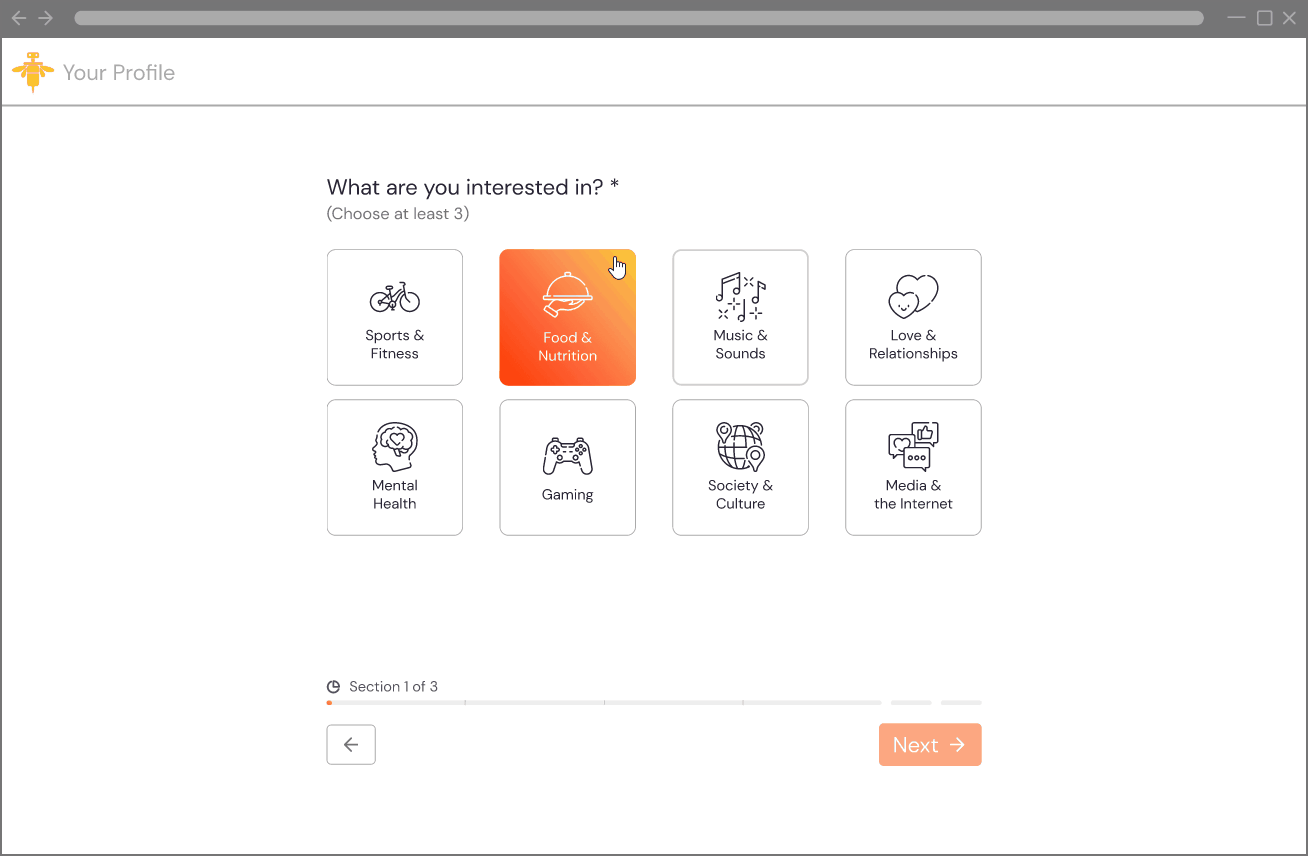 Your Profile
What are you interested in? *
(Choose at least 3)
Sports &
Fitness
Food &
Nutrition
Music &
Sounds
Love &
Relationships
Mental
Health
Gaming
Society &
Culture
Media &
the Internet
Section 1 of 3
Next